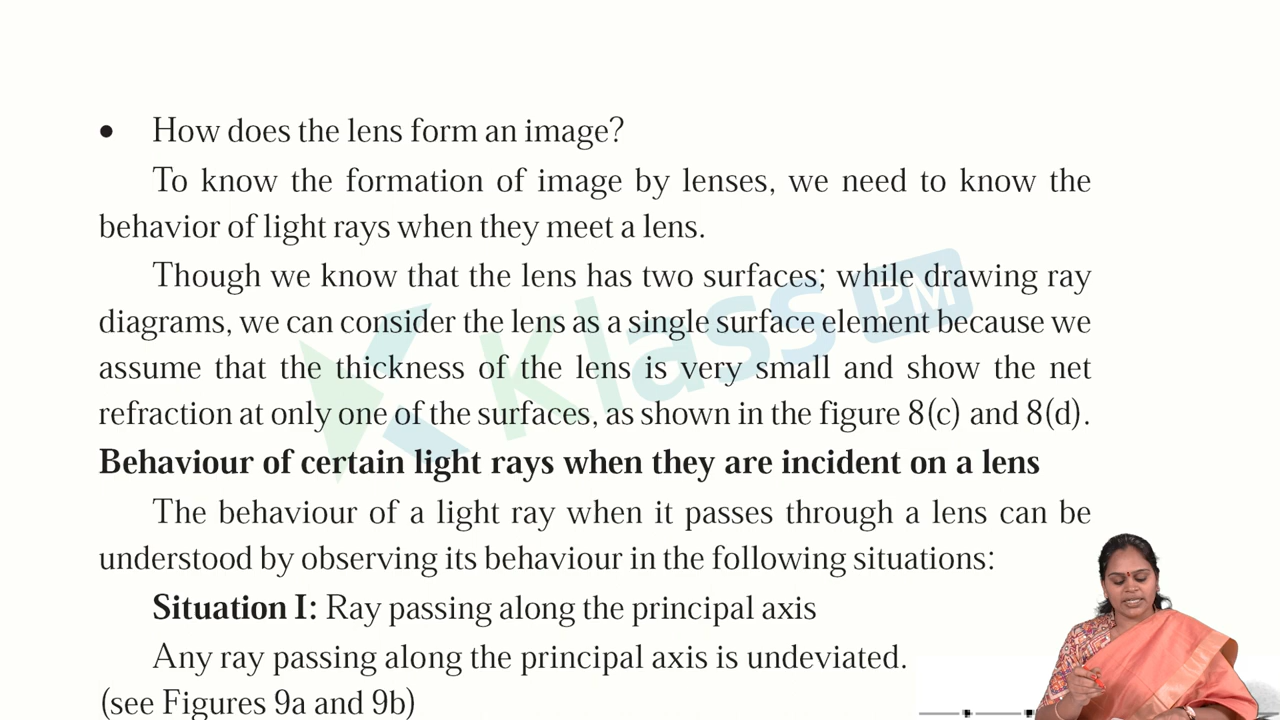 • How does the lens form an image?
To know the formation of image by lenses, we need to know the
behavior of light rays when they meet a lens.
Though we know that the lens has two surfaces; while drawing ray
diagrams, we can consider the lens as a single surface element because we
assume that the thickness of the lens is very small and show the net
refraction at only one of the surfaces, as shown in the figure 8(c) and 8(d).
Behaviour of certain light rays when they are incident on a lens
The behaviour of a light ray when it passes through a lens can be
understood by observing its behaviour in the following situations:
Situation I: Ray passing along the principal axis
Any ray passing along the principal axis is undeviated.
(see Figures 9a and 9b)
Klass PM